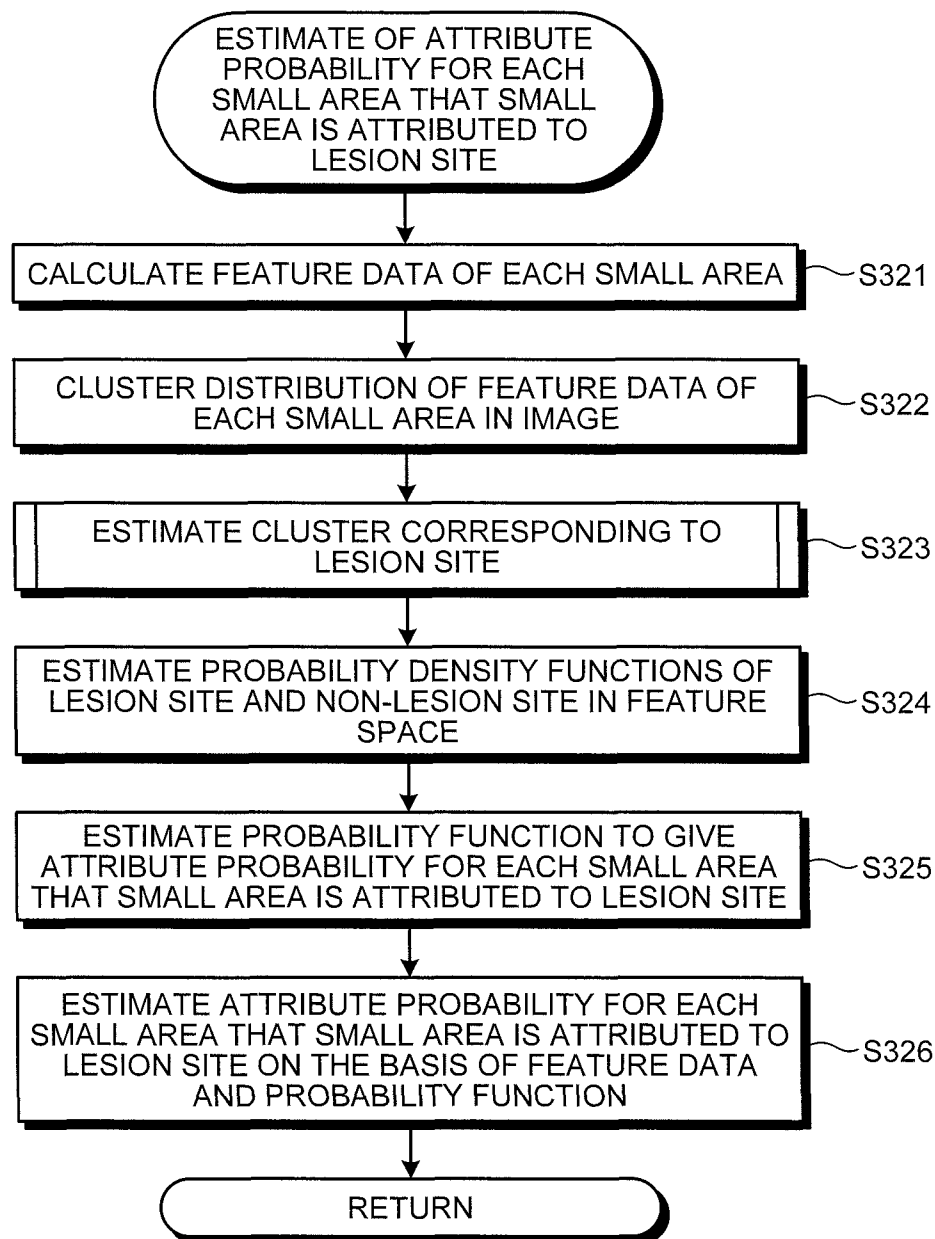 ESTIMATE OF ATTRIBUTE
PROBABILITY FOR EACH
SMALL AREA THAT SMALL
AREA IS ATTRIBUTED TO
LESION SITE
CALCULATE FEATURE DATA OF EACH SMALL AREA
S321
CLUSTER DISTRIBUTION OF FEATURE DATA OF
EACH SMALL AREA IN IMAGE
S322
ESTIMATE CLUSTER CORRESPONDING TO
LESION SITE
S323
ESTIMATE PROBABILITY DENSITY FUNCTIONS OF
LESION SITE AND NON-LESION SITE IN FEATURE
SPACE
S324
ESTIMATE PROBABILITY FUNCTION TO GIVE
ATTRIBUTE PROBABILITY FOR EACH SMALL AREA
THAT SMALL AREA IS ATTRIBUTED TO LESION SITE
S325
ESTIMATE ATTRIBUTE PROBABILITY FOR EACH
SMALL AREA THAT SMALL AREA IS ATTRIBUTED TO
LESION SITE ON THE BASIS OF FEATURE DATA
AND PROBABILITY FUNCTION
S326
RETURN